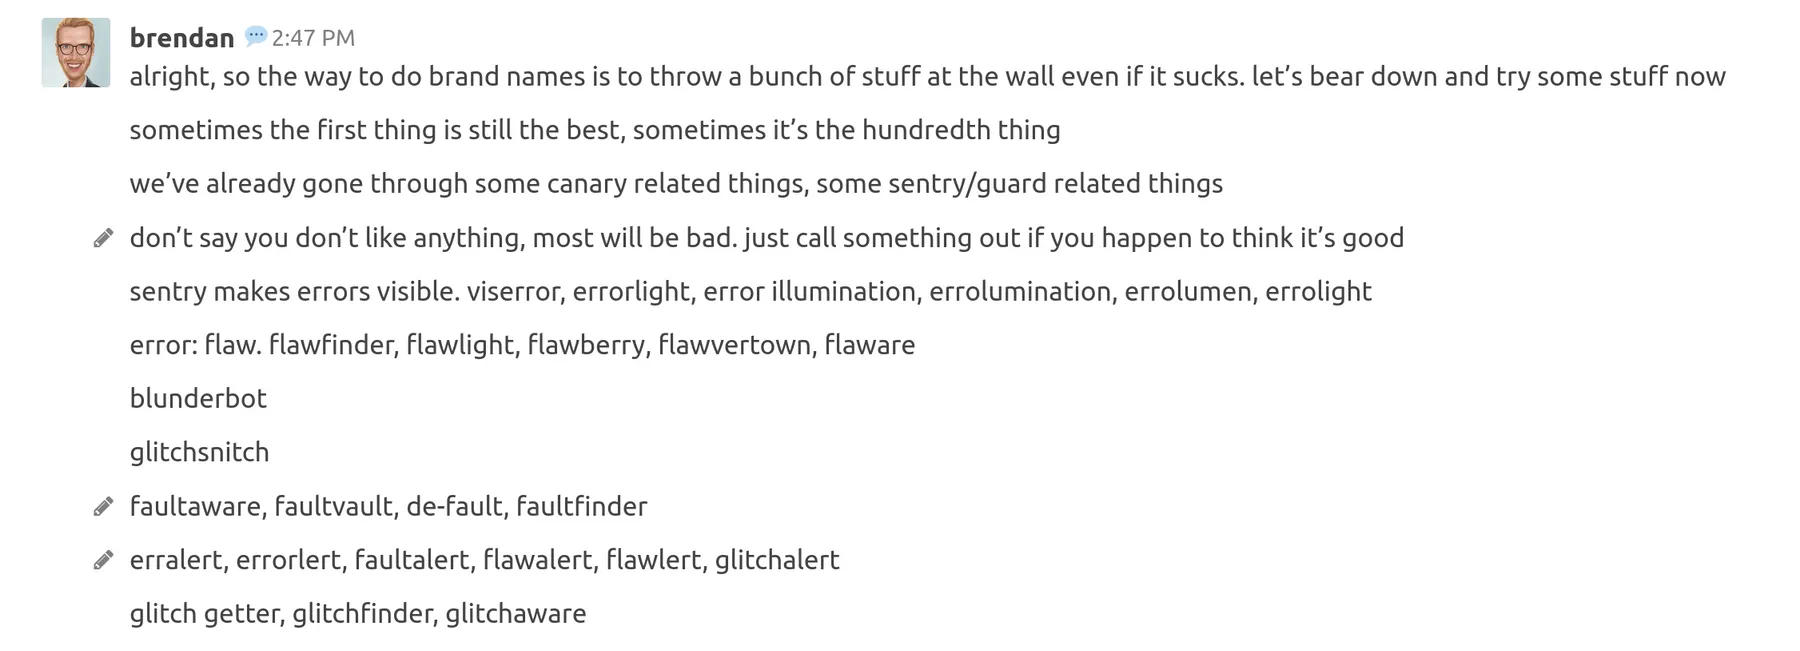 brendan 💬 2:47 PM
alright, so the way to do brand names is to throw a bunch of stuff at the wall even if it sucks. let’s bear down and try some stuff now
sometimes the first thing is still the best, sometimes it’s the hundredth thing
we’ve already gone through some canary related things, some sentry/guard related things
don’t say you don’t like anything, most will be bad. just call something out if you happen to think it’s good
sentry makes errors visible. viserror, errorlight, error illumination, errolumination, errolumen, errolight
error: flaw. flawfinder, flawlight, flawberry, flawvertown, flaware
blunderbot
glitchsnitch
faultaware, faultvault, de-fault, faultfinder
erralert, errorlert, faultalert, flawalert, flawlert, glitchalert
glitch getter, glitchfinder, glitchaware